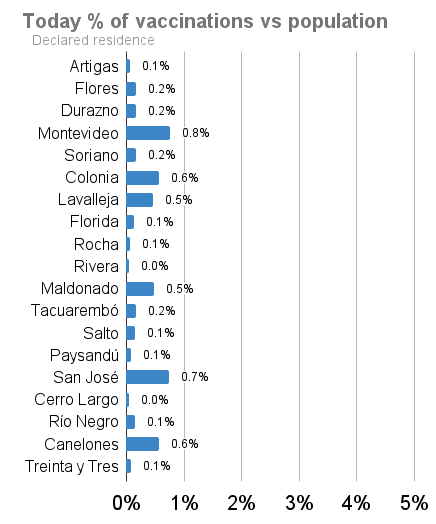 Today % of vaccinations vs population
Declared residence
Artigas 0.1%
Flores 0.2%
Durazno 0.2%
Montevideo 0.8%
Soriano 0.2%
Colonia 0.6%
Lavalleja 0.5%
Florida 0.1%
Rocha 0.1%
Rivera 0.0%
Maldonado 0.5%
Tacuarembó 0.2%
Salto 0.1%
Paysandú 0.1%
San José 0.7%
Cerro Largo 0.0%
Río Negro 0.1%
Canelones 0.6%
Treinta y Tres 0.1%
0% 1% 2% 3% 4% 5%